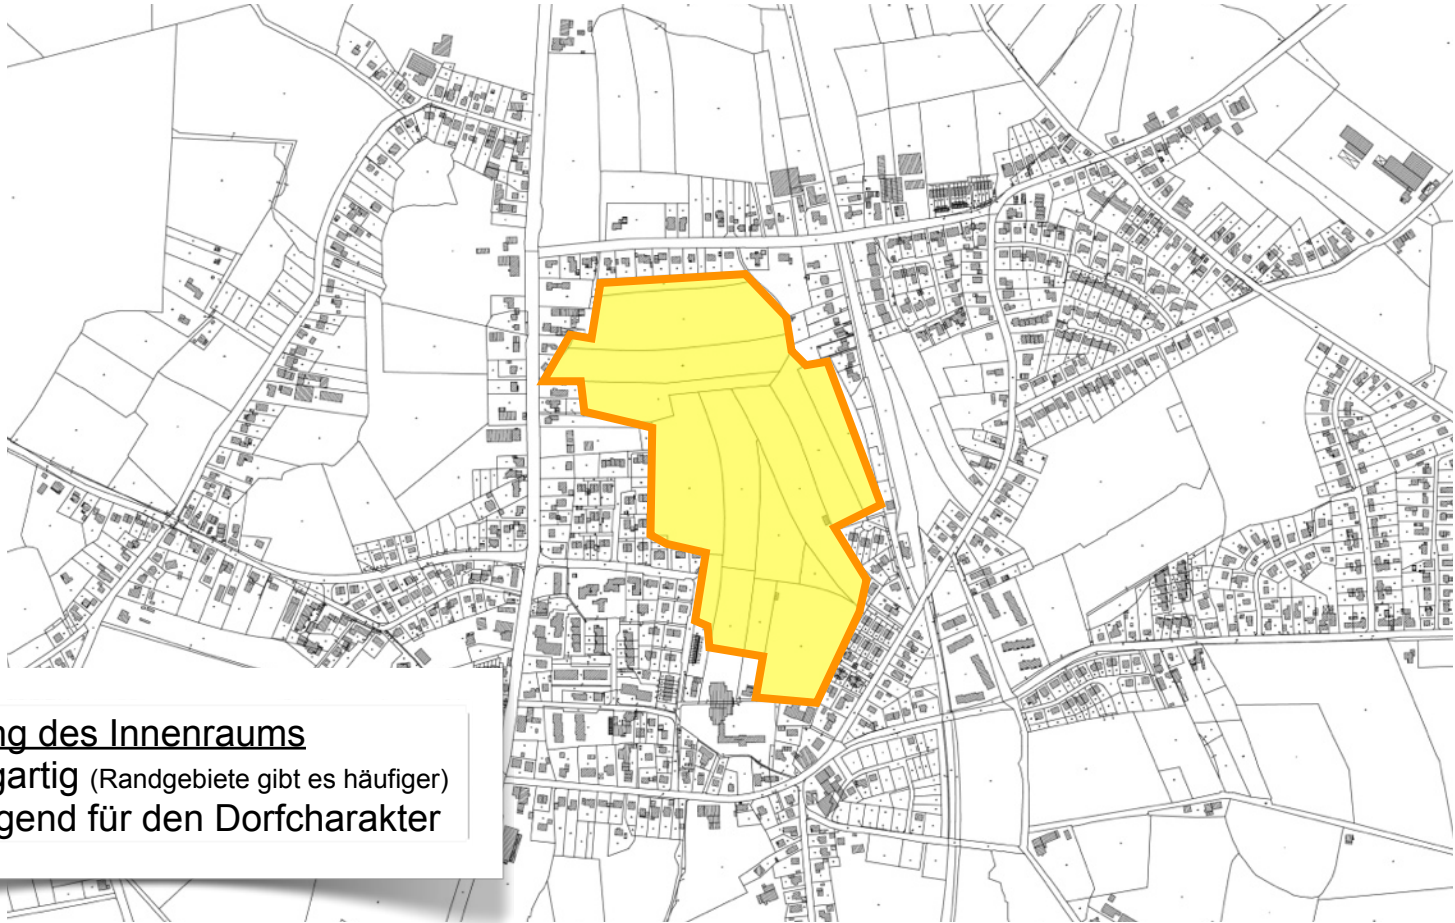 ng des Innenraums
gartig (Randgebiete gibt es häufiger)
gend für den Dorfcharakter